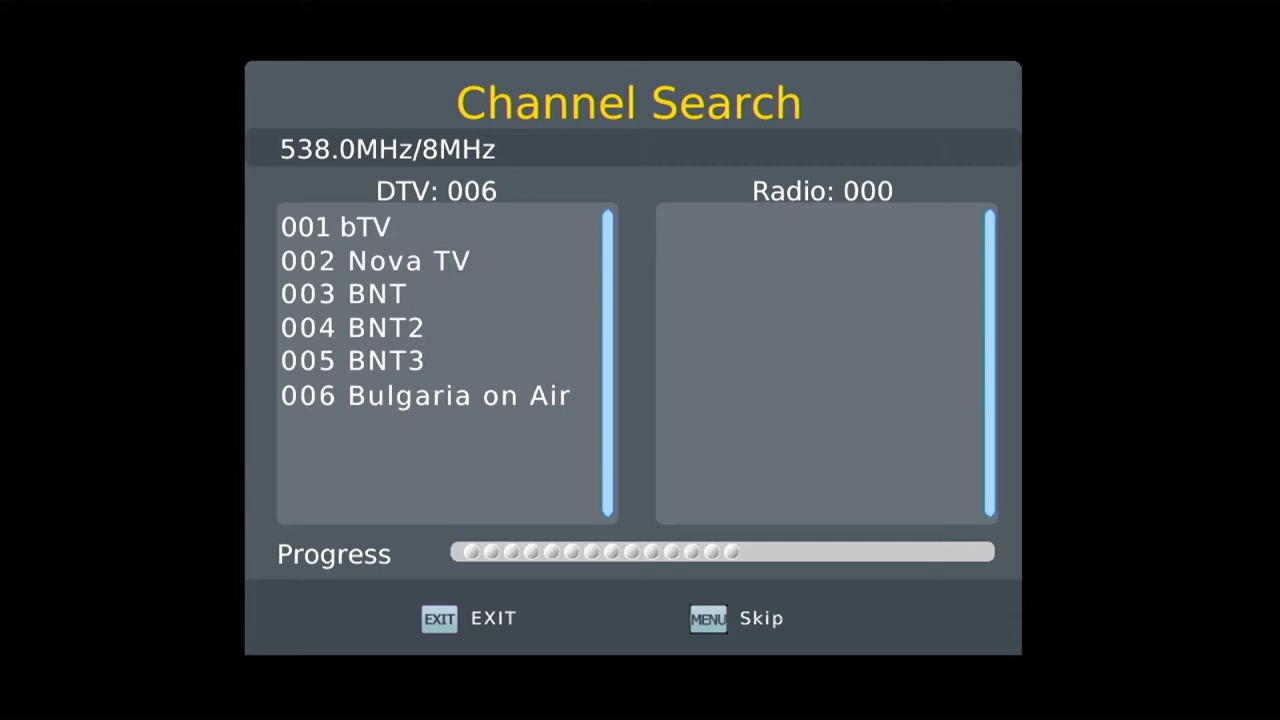 Channel Search
538.0MHz/8MHz
DTV: 006
Radio: 000
001 bTV
002 Nova TV
003 BNT
004 BNT2
005 BNT3
006 Bulgaria on Air
Progress
EXIT EXIT
MENU Skip